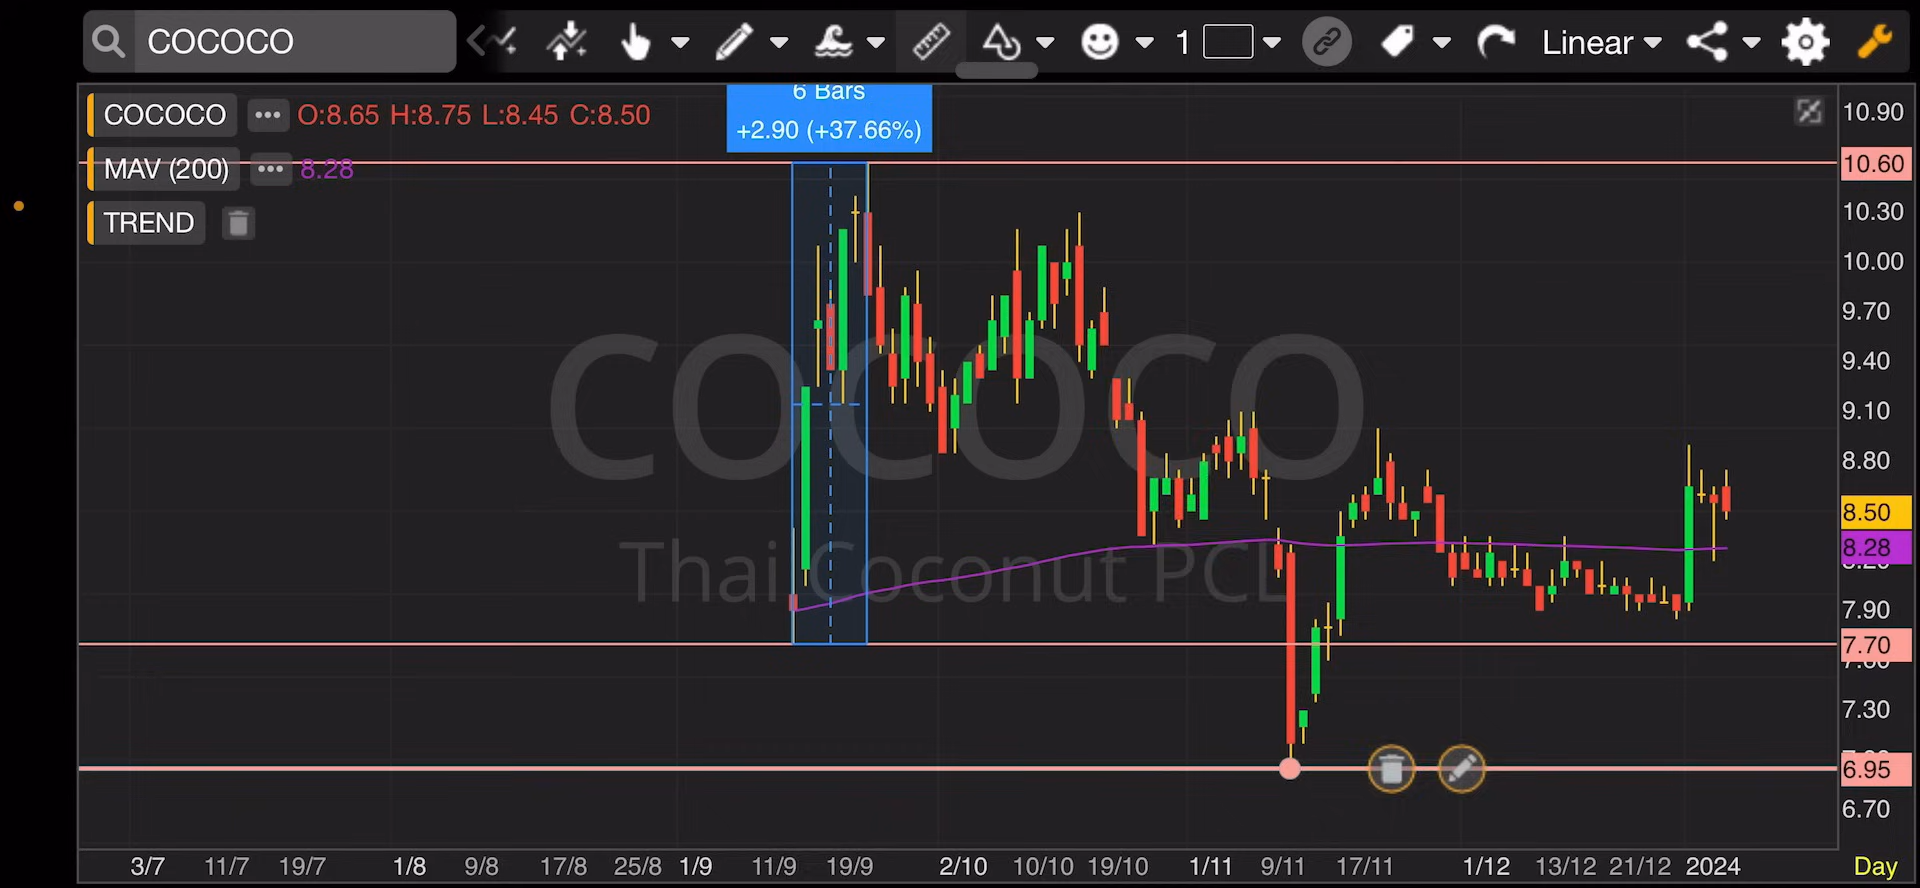 COCOCO
1
Linear
COCOCO O:8.65 H:8.75 L:8.45 C:8.50
MAV (200) 8.28
TREND
6 Bars
+2.90 (+37.66%)
COCOCO
Thai Coconut PCL
10.90
10.60
10.30
10.00
9.70
9.40
9.10
8.80
8.50
8.28
7.90
7.70
7.30
6.95
6.70
3/7 11/7 19/7 1/8 9/8 17/8 25/8 1/9 11/9 19/9 2/10 10/10 19/10 1/11 9/11 17/11 1/12 13/12 21/12 2024 Day